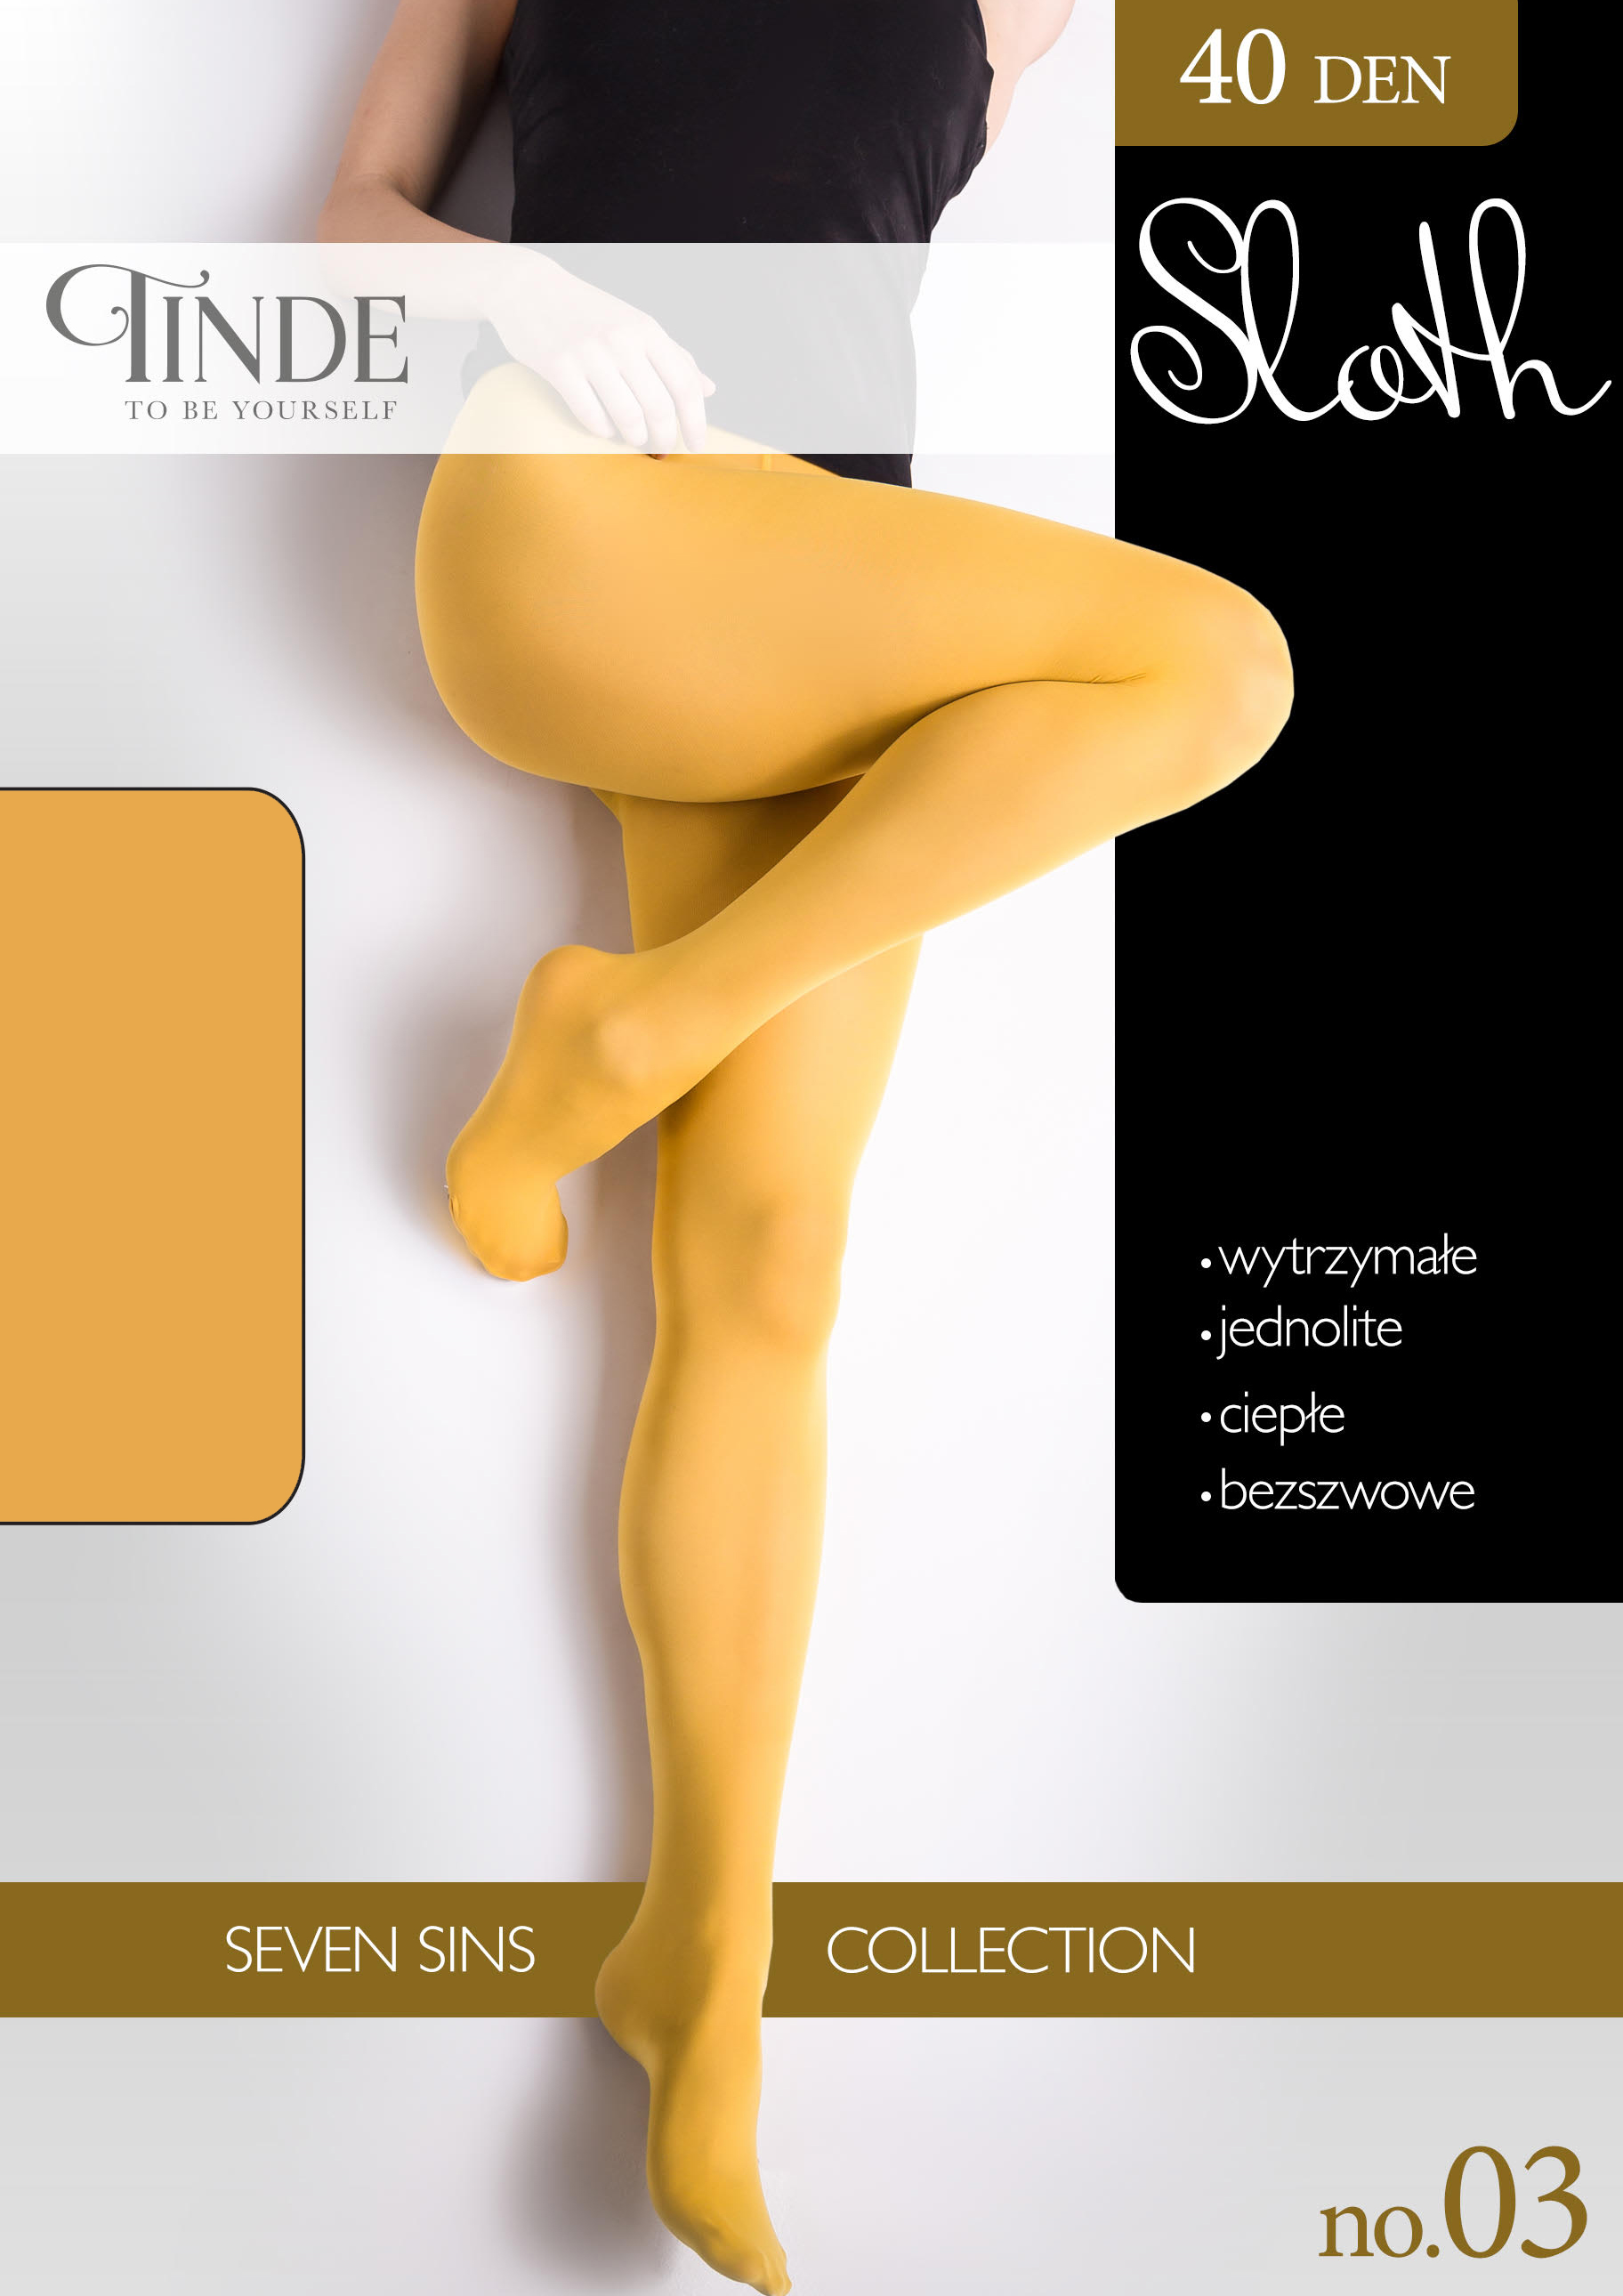 40 DEN
Sloth
TINDE
TO BE YOURSELF
• wytrzymałe
• jednolite
• ciepłe
• bezszwowe
SEVEN SINS COLLECTION
no.03